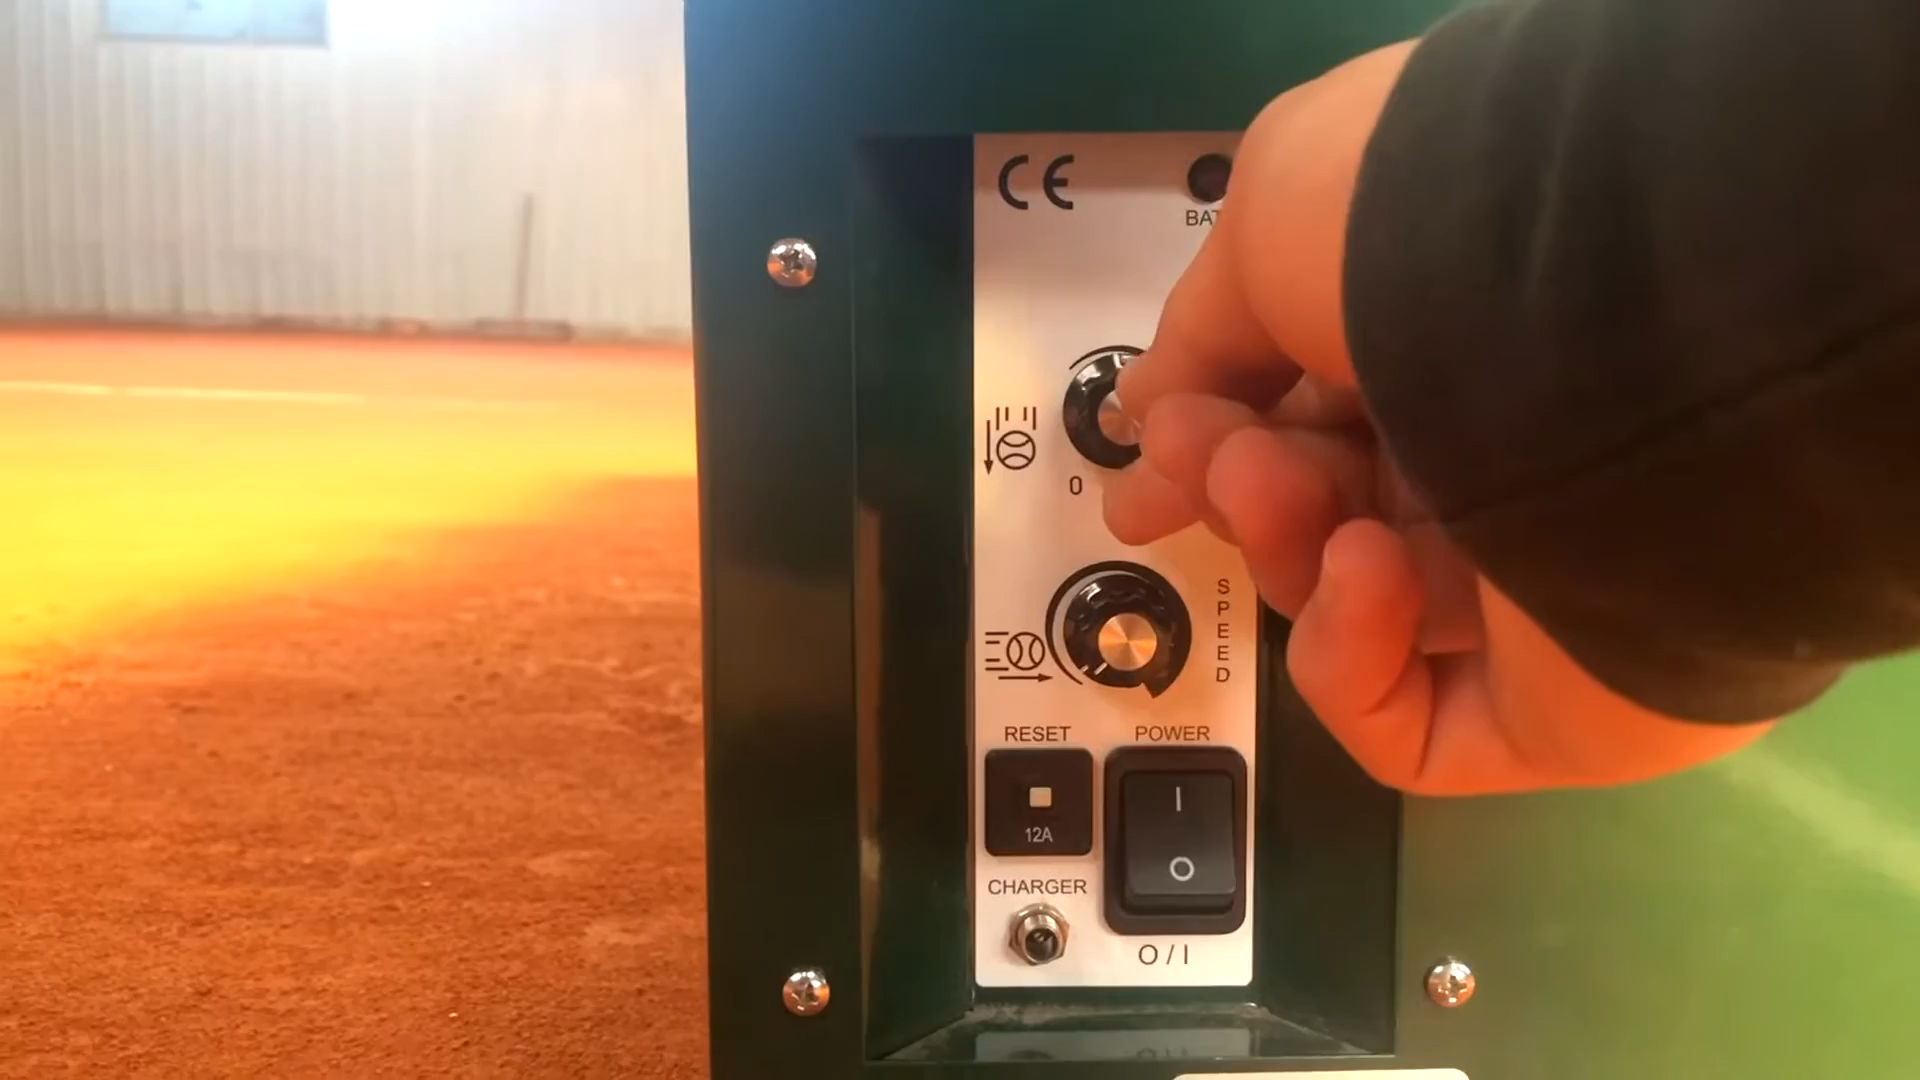 CE
BAT
0
SPEED
RESET
POWER
I
12A
O
CHARGER
O / I